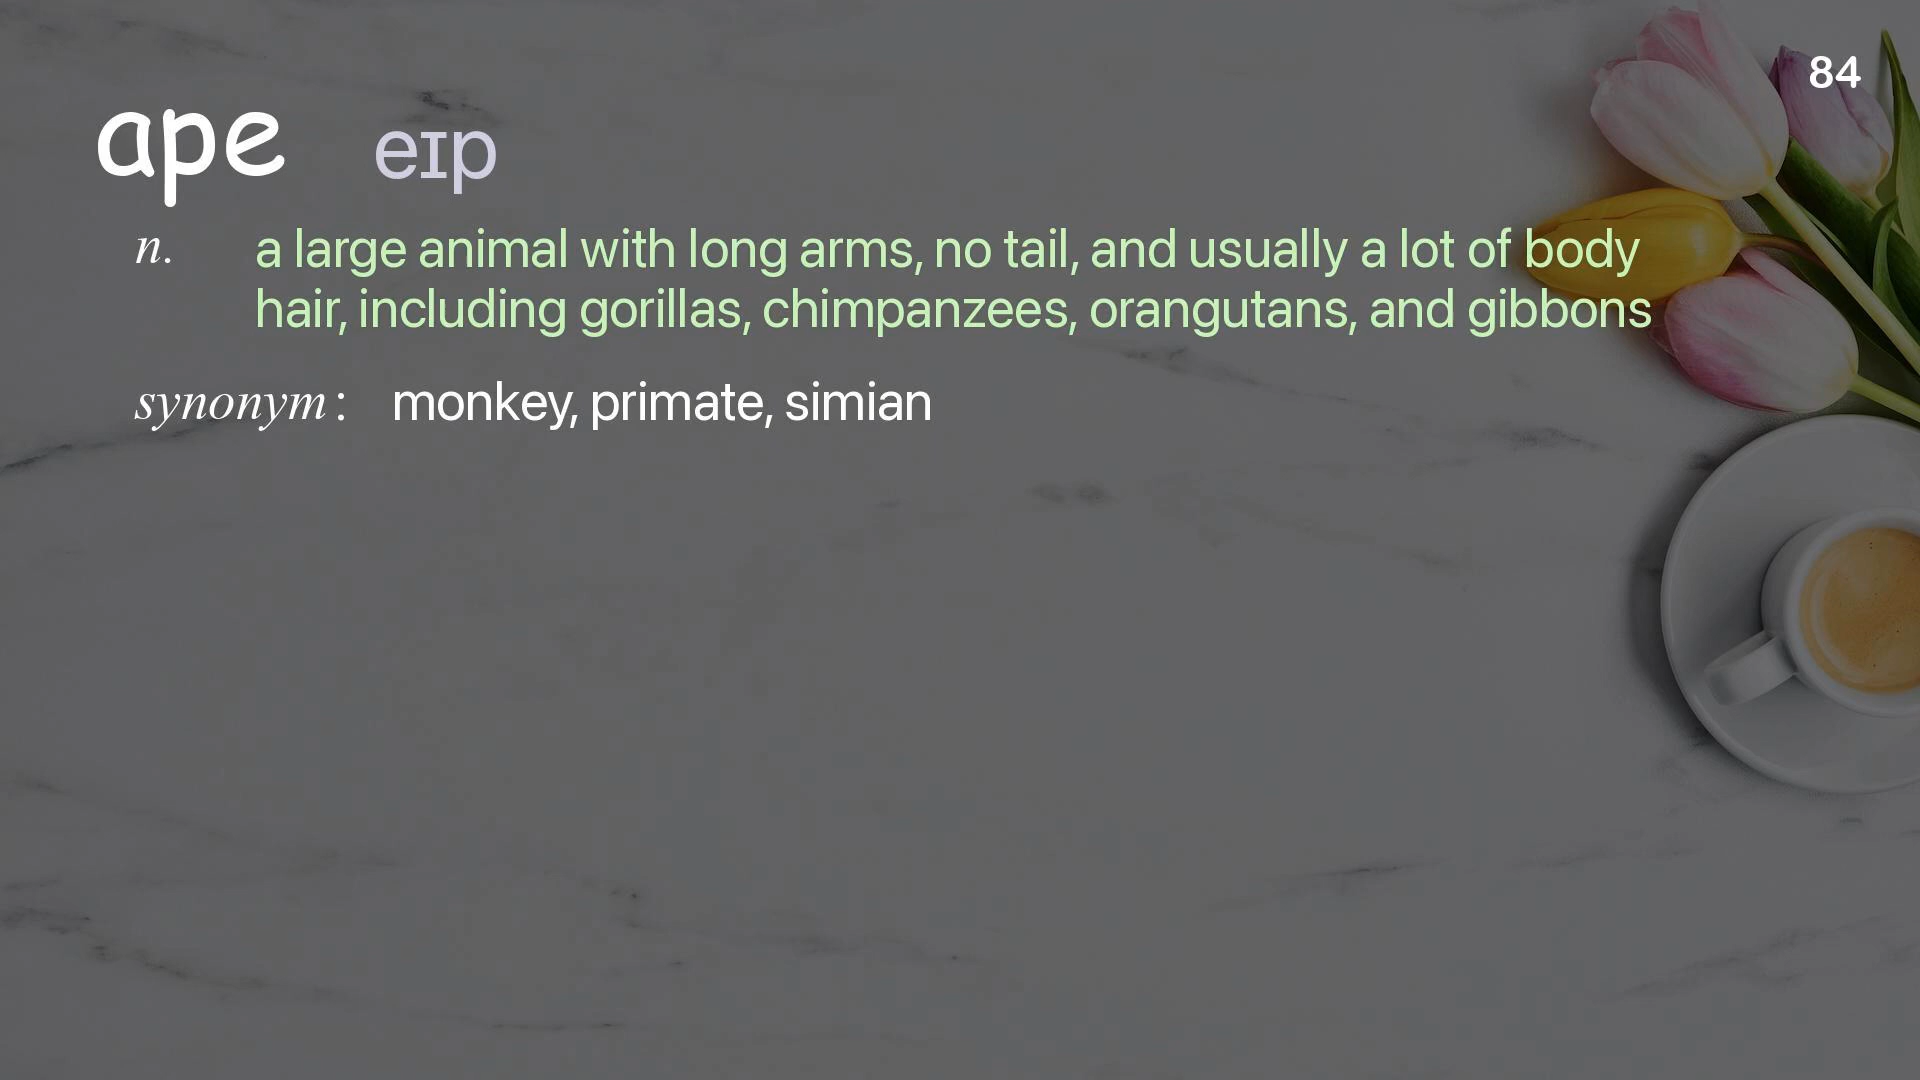 84
ape eɪp
n. a large animal with long arms, no tail, and usually a lot of body
hair, including gorillas, chimpanzees, orangutans, and gibbons
synonym : monkey, primate, simian